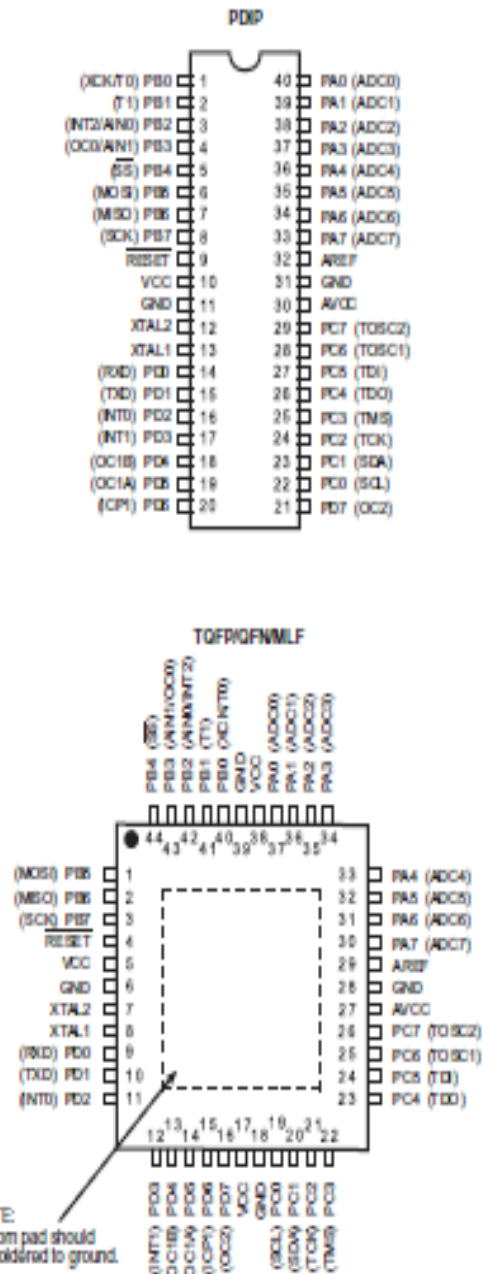 PDIP
(XCK/T0) PB0 1 40 PA0 (ADC0)
(T1) PB1 2 39 PA1 (ADC1)
(INT2/AIN0) PB2 3 38 PA2 (ADC2)
(OC0/AIN1) PB3 4 37 PA3 (ADC3)
(SS) PB4 5 36 PA4 (ADC4)
(MOSI) PB5 6 35 PA5 (ADC5)
(MISO) PB6 7 34 PA6 (ADC6)
(SCK) PB7 8 33 PA7 (ADC7)
RESET 9 32 AREF
VCC 10 31 GND
GND 11 30 AVCC
XTAL2 12 29 PC7 (TOSC2)
XTAL1 13 28 PC6 (TOSC1)
(RXD) PD0 14 27 PC5 (TDI)
(TXD) PD1 15 26 PC4 (TDO)
(INT0) PD2 16 25 PC3 (TMS)
(INT1) PD3 17 24 PC2 (TCK)
(OC1B) PD4 18 23 PC1 (SDA)
(OC1A) PD5 19 22 PC0 (SCL)
(ICP1) PD6 20 21 PD7 (OC2)
TQFP/QFN/MLF
PB4 (SS)
PB3 (AIN1/OC0)
PB2 (AIN0/INT2)
PB1 (T1)
PB0 (XCK/T0)
GND
VCC
PA0 (ADC0)
PA1 (ADC1)
PA2 (ADC2)
PA3 (ADC3)
44 43 42 41 40 39 38 37 36 35 34
(MOSI) PB5 1 33 PA4 (ADC4)
(MISO) PB6 2 32 PA5 (ADC5)
(SCK) PB7 3 31 PA6 (ADC6)
RESET 4 30 PA7 (ADC7)
VCC 5 29 AREF
GND 6 28 GND
XTAL2 7 27 AVCC
XTAL1 8 26 PC7 (TOSC2)
(RXD) PD0 9 25 PC6 (TOSC1)
(TXD) PD1 10 24 PC5 (TDI)
(INT0) PD2 11 23 PC4 (TDO)
12 13 14 15 16 17 18 19 20 21 22
(INT1) PD3
OC1B) PD4
OC1A) PD5
(ICP1) PD6
(OC2) PD7
VCC
GND
(SCL) PC0
(SDA) PC1
(TCK) PC2
(TMS) PC3
TE:
om pad should
oldered to ground.